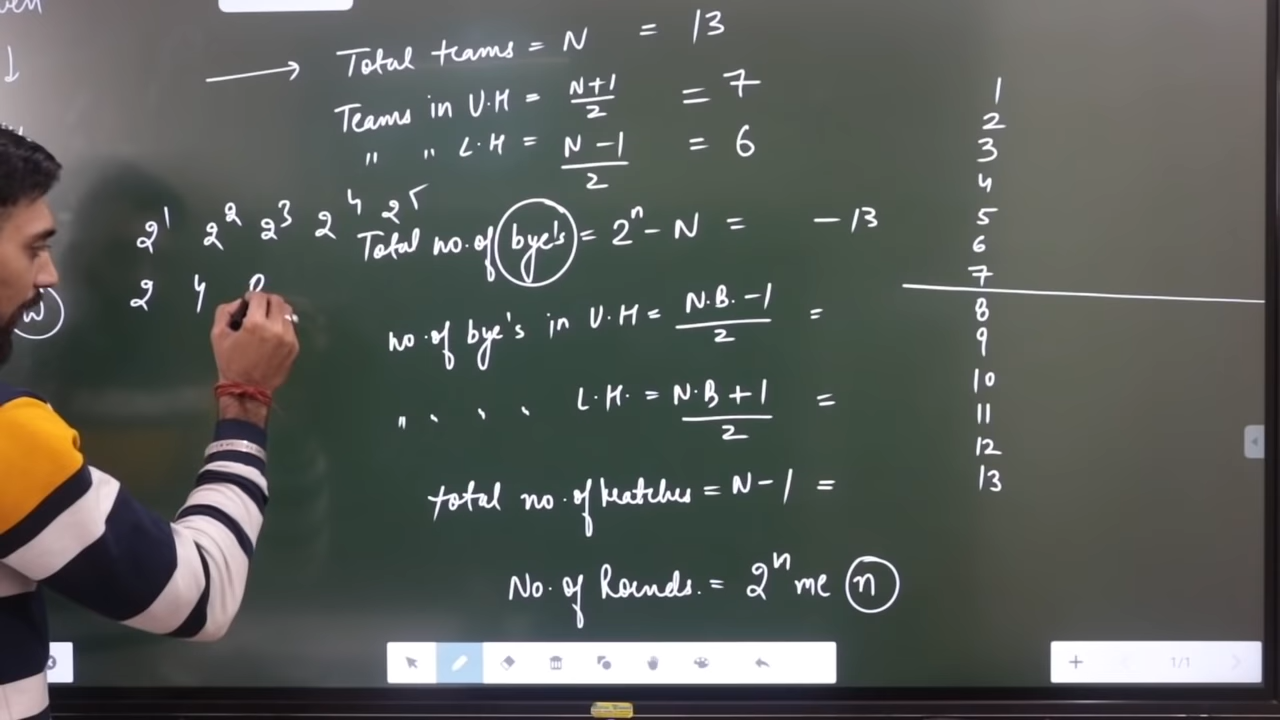 Total teams = N = 13
Teams in U.H = N+1/2 = 7
" " L.H = N-1/2 = 6
2¹ 2² 2³ 2⁴ 2⁵
Total no. of bye's = 2ⁿ - N = - 13
2 4
no. of bye's in U.H = N.B.-1/2 =
" " " " L.H. = N.B+1/2 =
total no. of matches = N-1 =
No. of Rounds. = 2ⁿ me n
1
2
3
4
5
6
7
8
9
10
11
12
13
1/1